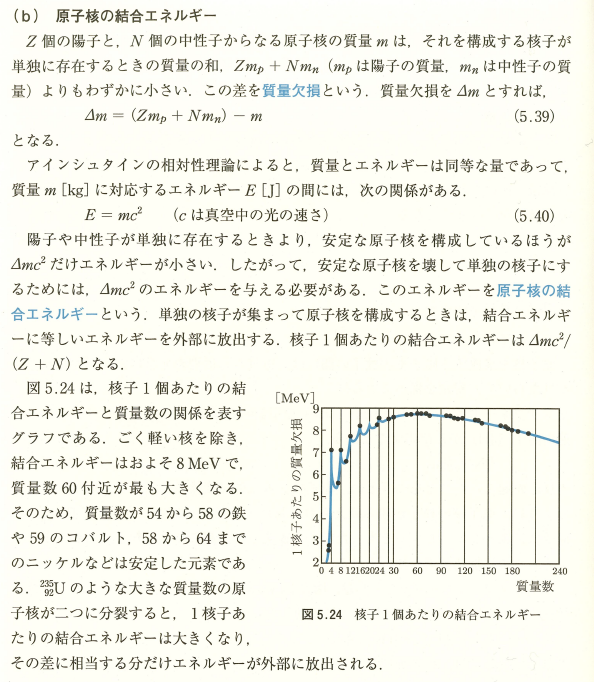 (b) 原子核の結合エネルギー
Z 個の陽子と，N 個の中性子からなる原子核の質量 m は，それを構成する核子が
単独に存在するときの質量の和，Zmp + Nmn (mp は陽子の質量，mn は中性子の質
量) よりもわずかに小さい．この差を質量欠損という．質量欠損を Δm とすれば，
Δm = (Zmp + Nmn) − m (5.39)
となる．
アインシュタインの相対性理論によると，質量とエネルギーは同等な量であって，
質量 m [kg] に対応するエネルギー E [J] の間には，次の関係がある．
E = mc² (c は真空中の光の速さ) (5.40)
陽子や中性子が単独に存在するときより，安定な原子核を構成しているほうが
Δmc² だけエネルギーが小さい．したがって，安定な原子核を壊して単独の核子にす
るためには，Δmc² のエネルギーを与える必要がある．このエネルギーを原子核の結
合エネルギーという．単独の核子が集まって原子核を構成するときは，結合エネルギ
ーに等しいエネルギーを外部に放出する．核子 1 個あたりの結合エネルギーは Δmc²/
(Z + N) となる．
図 5.24 は，核子 1 個あたりの結
合エネルギーと質量数の関係を表す
グラフである．ごく軽い核を除き，
結合エネルギーはおよそ 8 MeV で，
質量数 60 付近が最も大きくなる．
そのため，質量数が 54 から 58 の鉄
や 59 のコバルト，58 から 64 まで
のニッケルなどは安定した元素であ
る．²³⁵₉₂U のような大きな質量数の原
子核が二つに分裂すると，1 核子あ
たりの結合エネルギーは大きくなり，
その差に相当する分だけエネルギーが外部に放出される．
[MeV]
1核子あたりの質量欠損
9
8
7
6
5
4
3
2
0 4 8 12 16 20 24 30 60 90 120 150 180 240
質量数
図 5.24 核子 1 個あたりの結合エネルギー